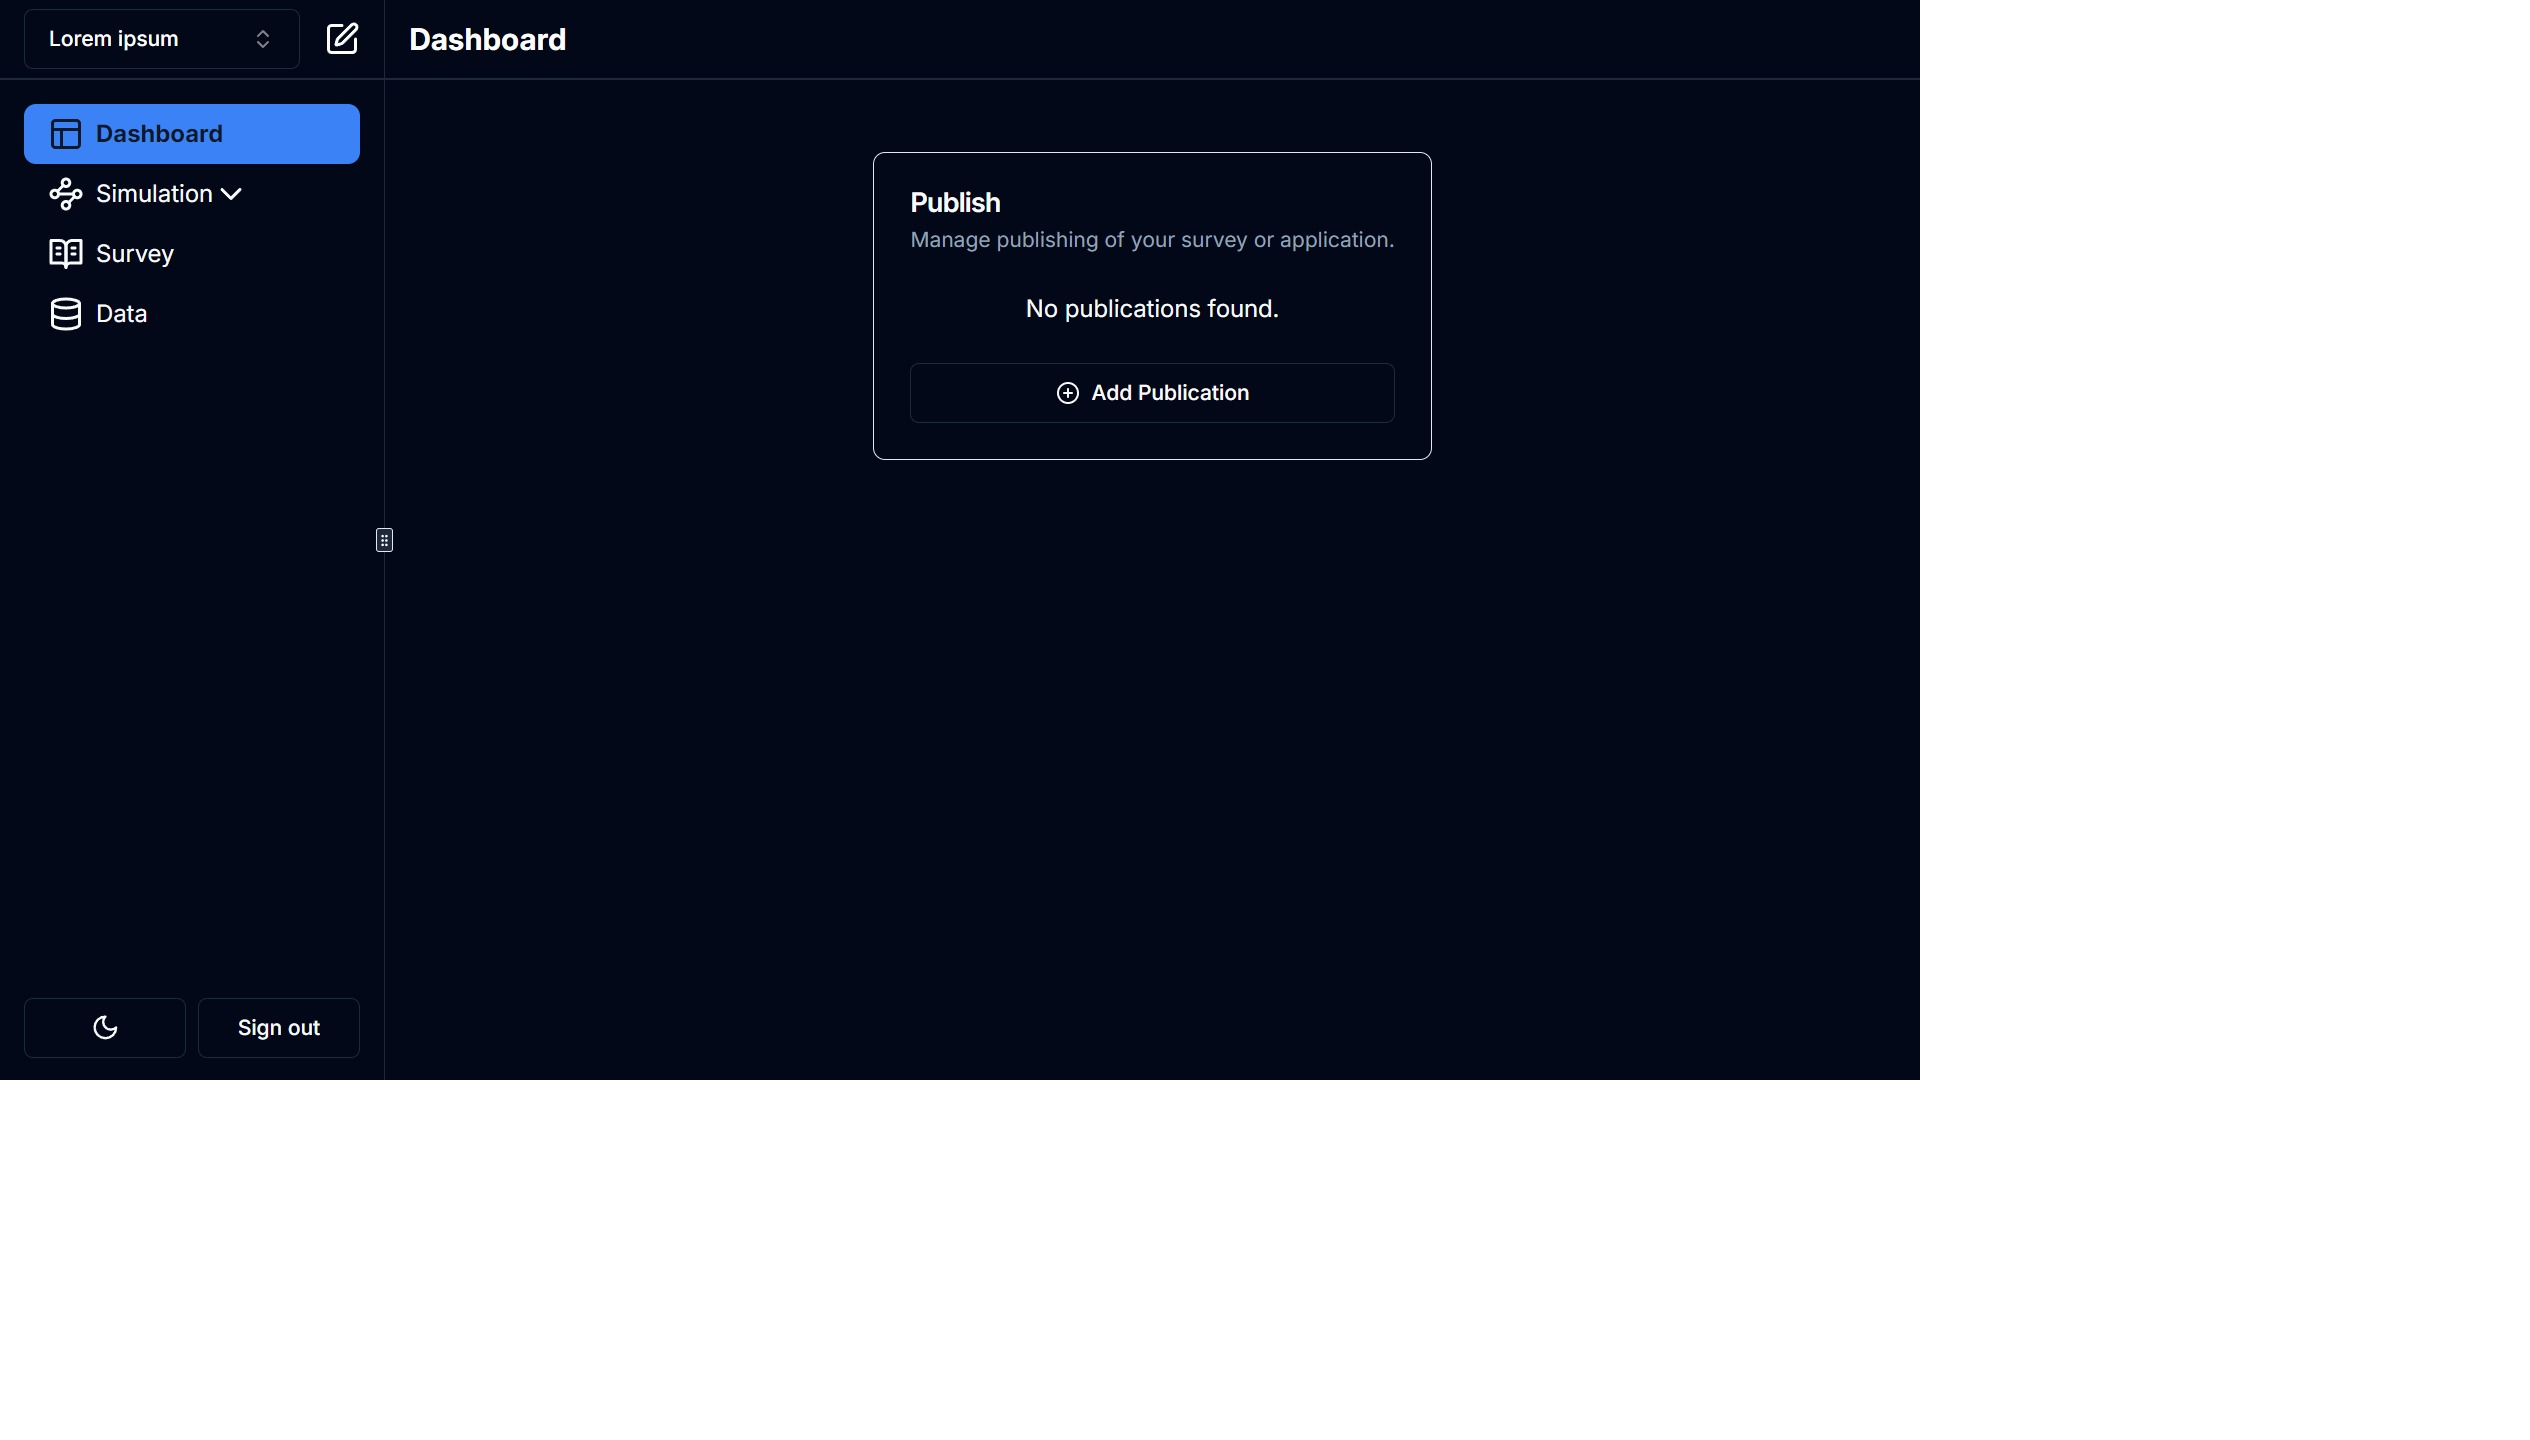 Lorem ipsum
Dashboard
Dashboard
Simulation
Survey
Data
Publish
Manage publishing of your survey or application.
No publications found.
Add Publication
Sign out